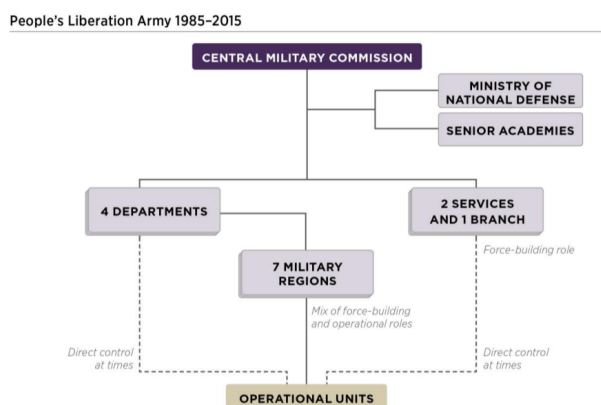 People's Liberation Army 1985–2015
CENTRAL MILITARY COMMISSION
MINISTRY OF
NATIONAL DEFENSE
SENIOR ACADEMIES
4 DEPARTMENTS
2 SERVICES
AND 1 BRANCH
Force-building role
7 MILITARY
REGIONS
Mix of force-building
and operational roles
Direct control
at times
Direct control
at times
OPERATIONAL UNITS